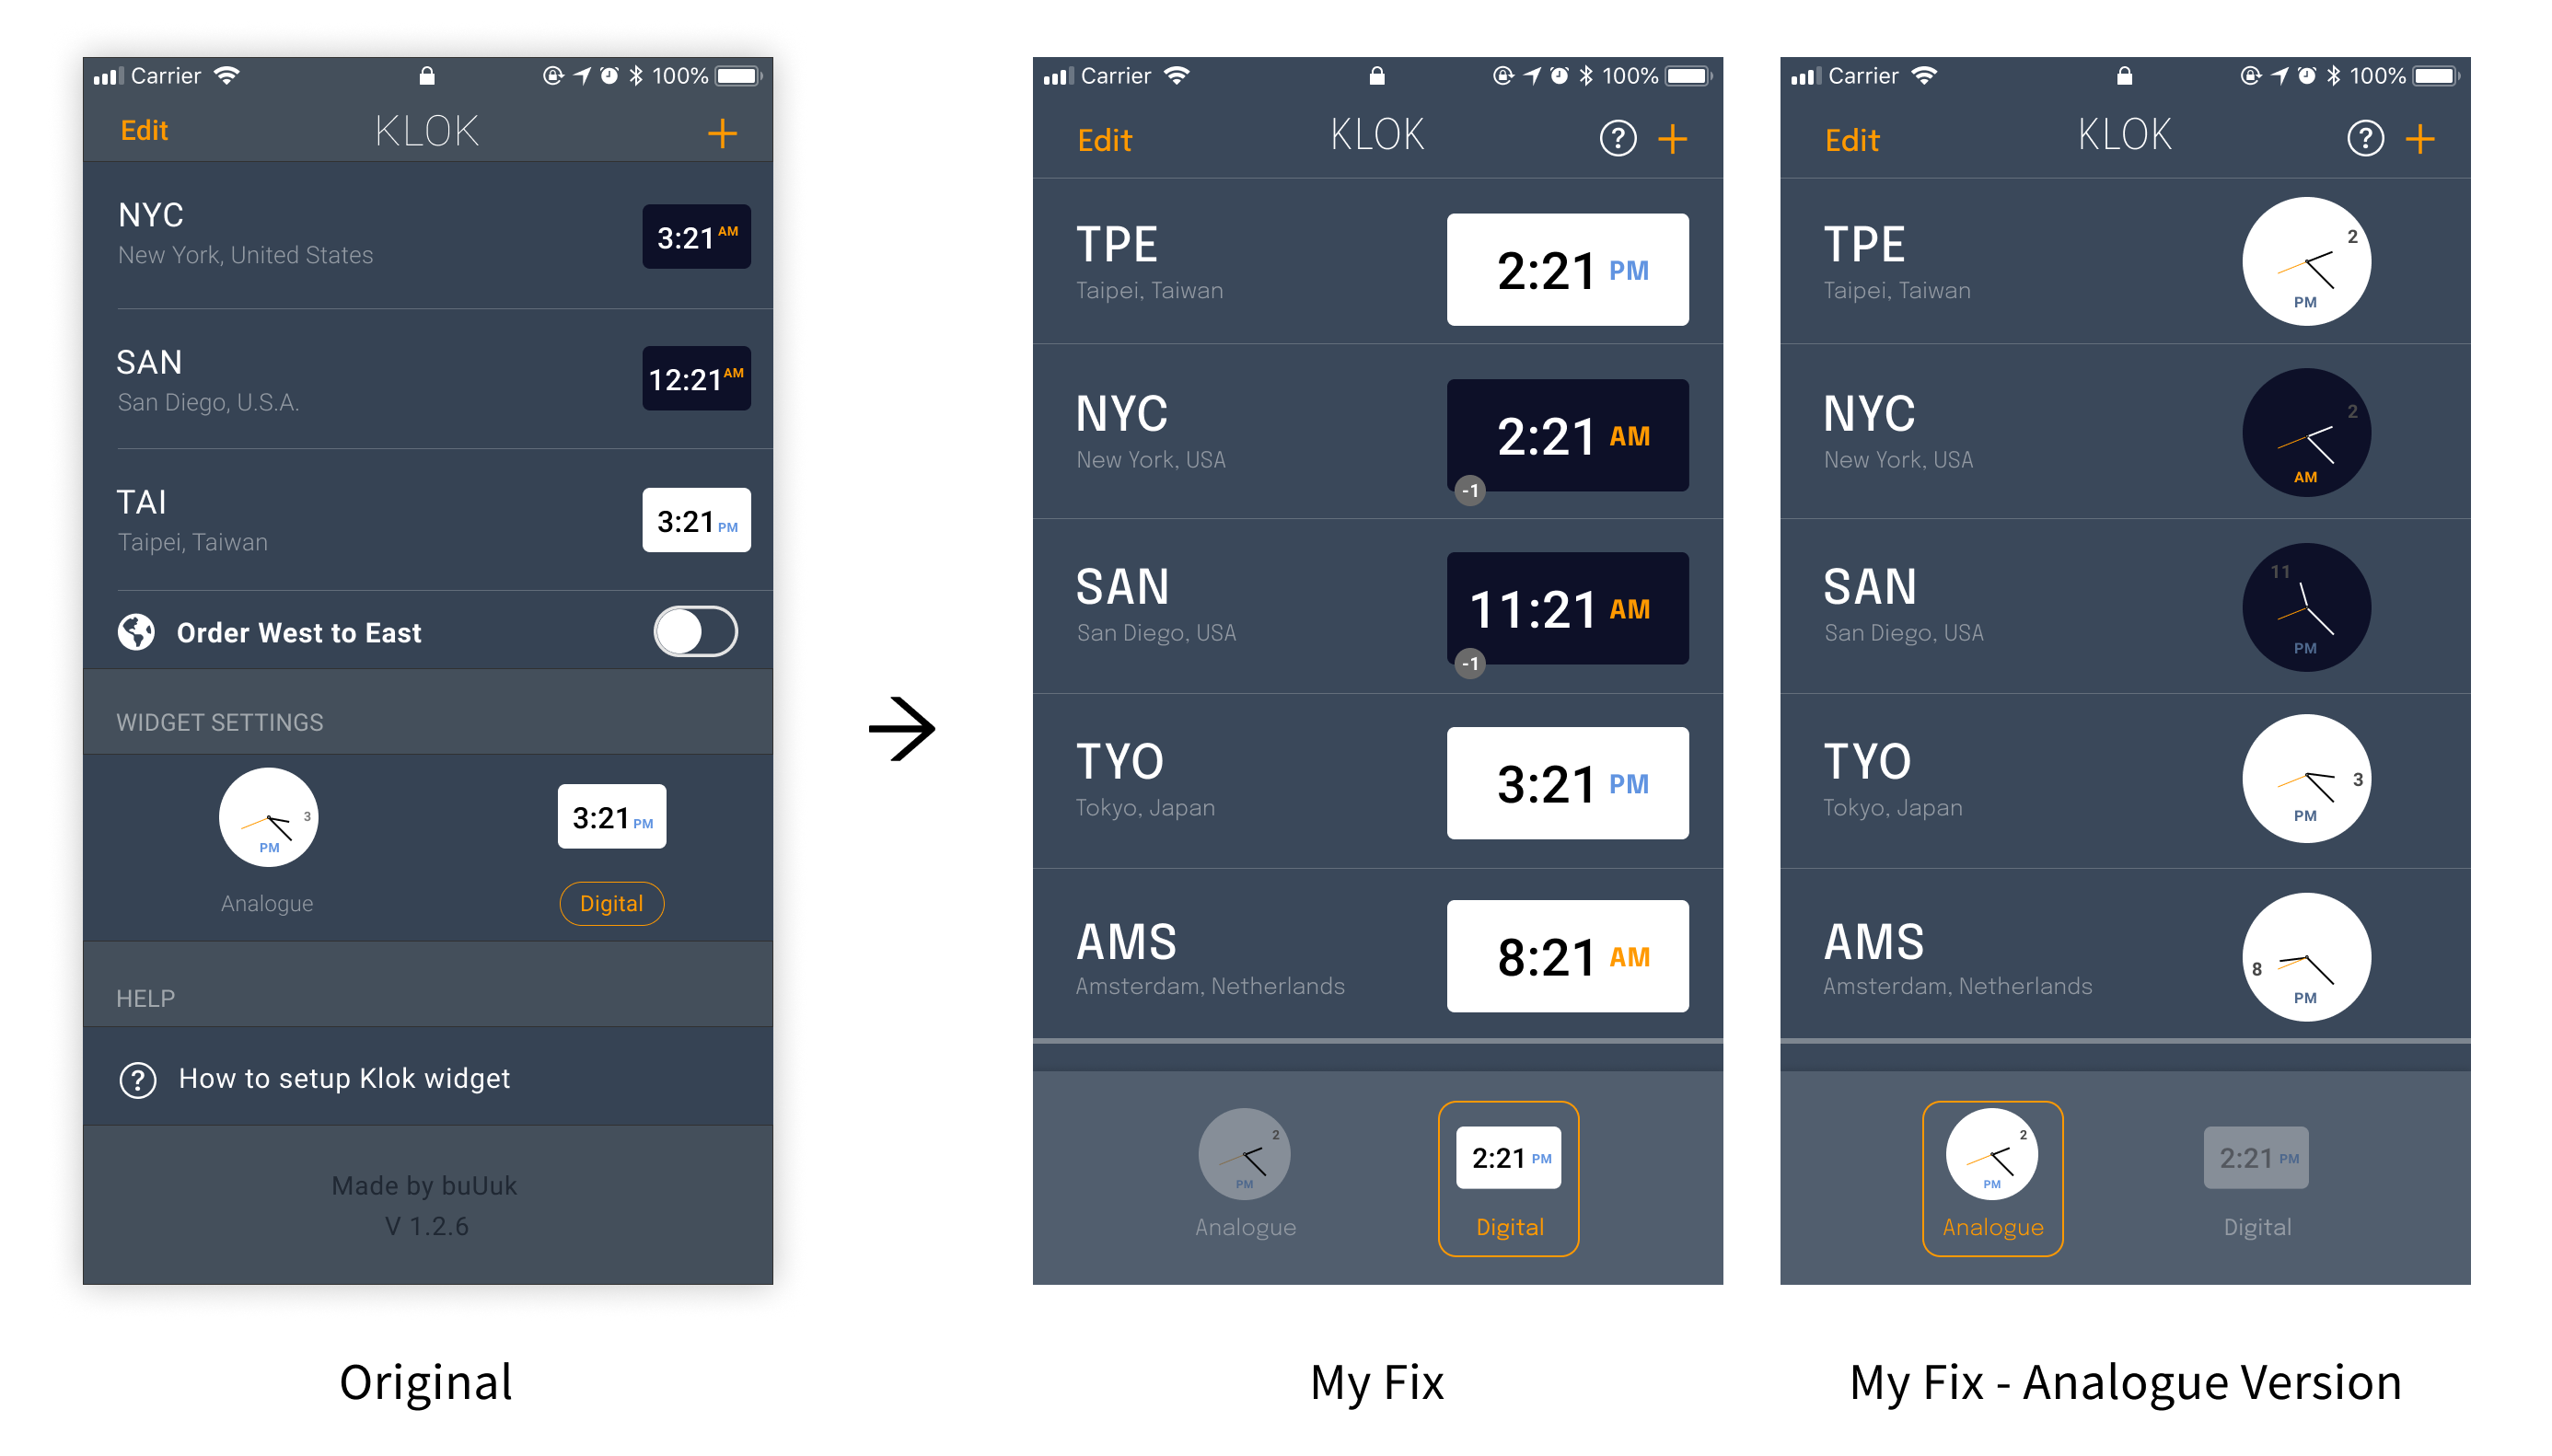 Carrier 100%
Edit KLOK +
NYC
New York, United States
3:21 AM
SAN
San Diego, U.S.A.
12:21 AM
TAI
Taipei, Taiwan
3:21 PM
Order West to East
WIDGET SETTINGS
3
PM
3:21 PM
Analogue
Digital
HELP
? How to setup Klok widget
Made by buUuk
V 1.2.6
Original
Carrier 100%
Edit KLOK ? +
TPE
Taipei, Taiwan
2:21 PM
NYC
New York, USA
2:21 AM
-1
SAN
San Diego, USA
11:21 AM
-1
TYO
Tokyo, Japan
3:21 PM
AMS
Amsterdam, Netherlands
8:21 AM
2
PM
2:21 PM
Analogue
Digital
My Fix
Carrier 100%
Edit KLOK ? +
TPE
Taipei, Taiwan
2
PM
NYC
New York, USA
2
AM
SAN
San Diego, USA
11
PM
TYO
Tokyo, Japan
3
PM
AMS
Amsterdam, Netherlands
8
PM
2
PM
2:21 PM
Analogue
Digital
My Fix - Analogue Version